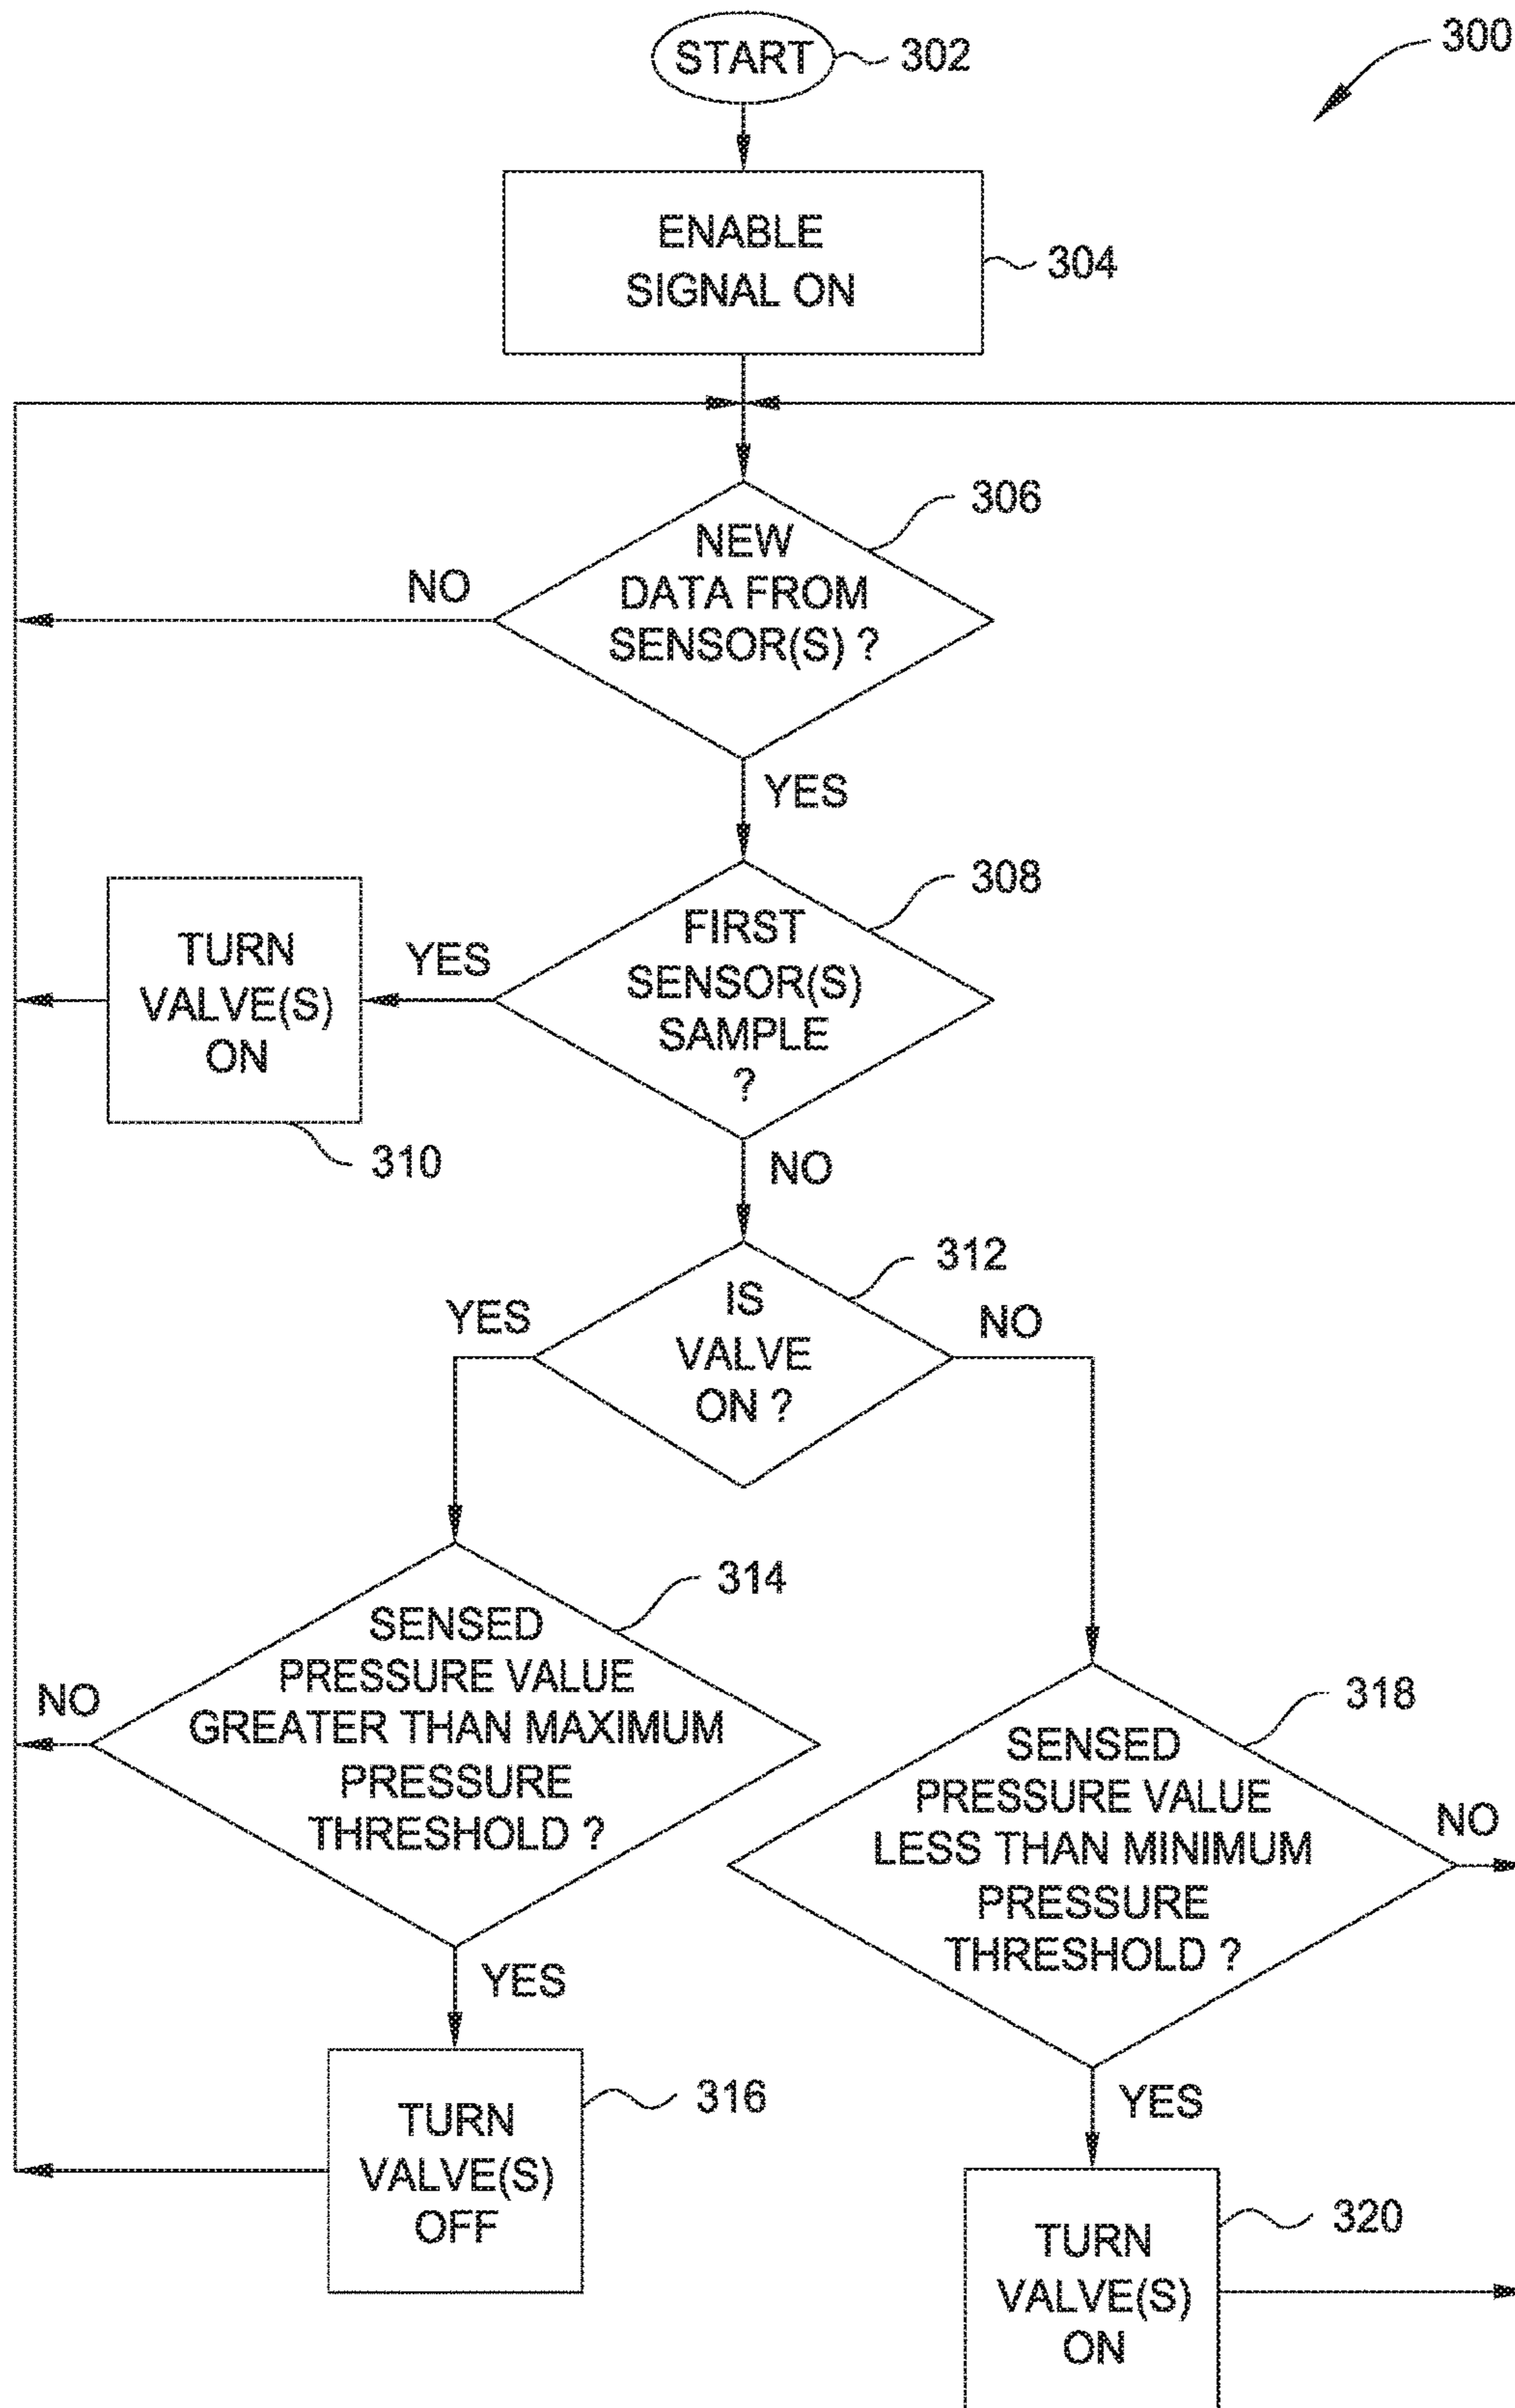 300
START
302
ENABLE
SIGNAL ON
304
306
NEW
DATA FROM
SENSOR(S) ?
NO
YES
308
FIRST
SENSOR(S)
SAMPLE
?
YES
TURN
VALVE(S)
ON
310
NO
312
IS
VALVE
ON ?
YES
NO
314
SENSED
PRESSURE VALUE
GREATER THAN MAXIMUM
PRESSURE
THRESHOLD ?
NO
YES
316
TURN
VALVE(S)
OFF
318
SENSED
PRESSURE VALUE
LESS THAN MINIMUM
PRESSURE
THRESHOLD ?
NO
YES
320
TURN
VALVE(S)
ON